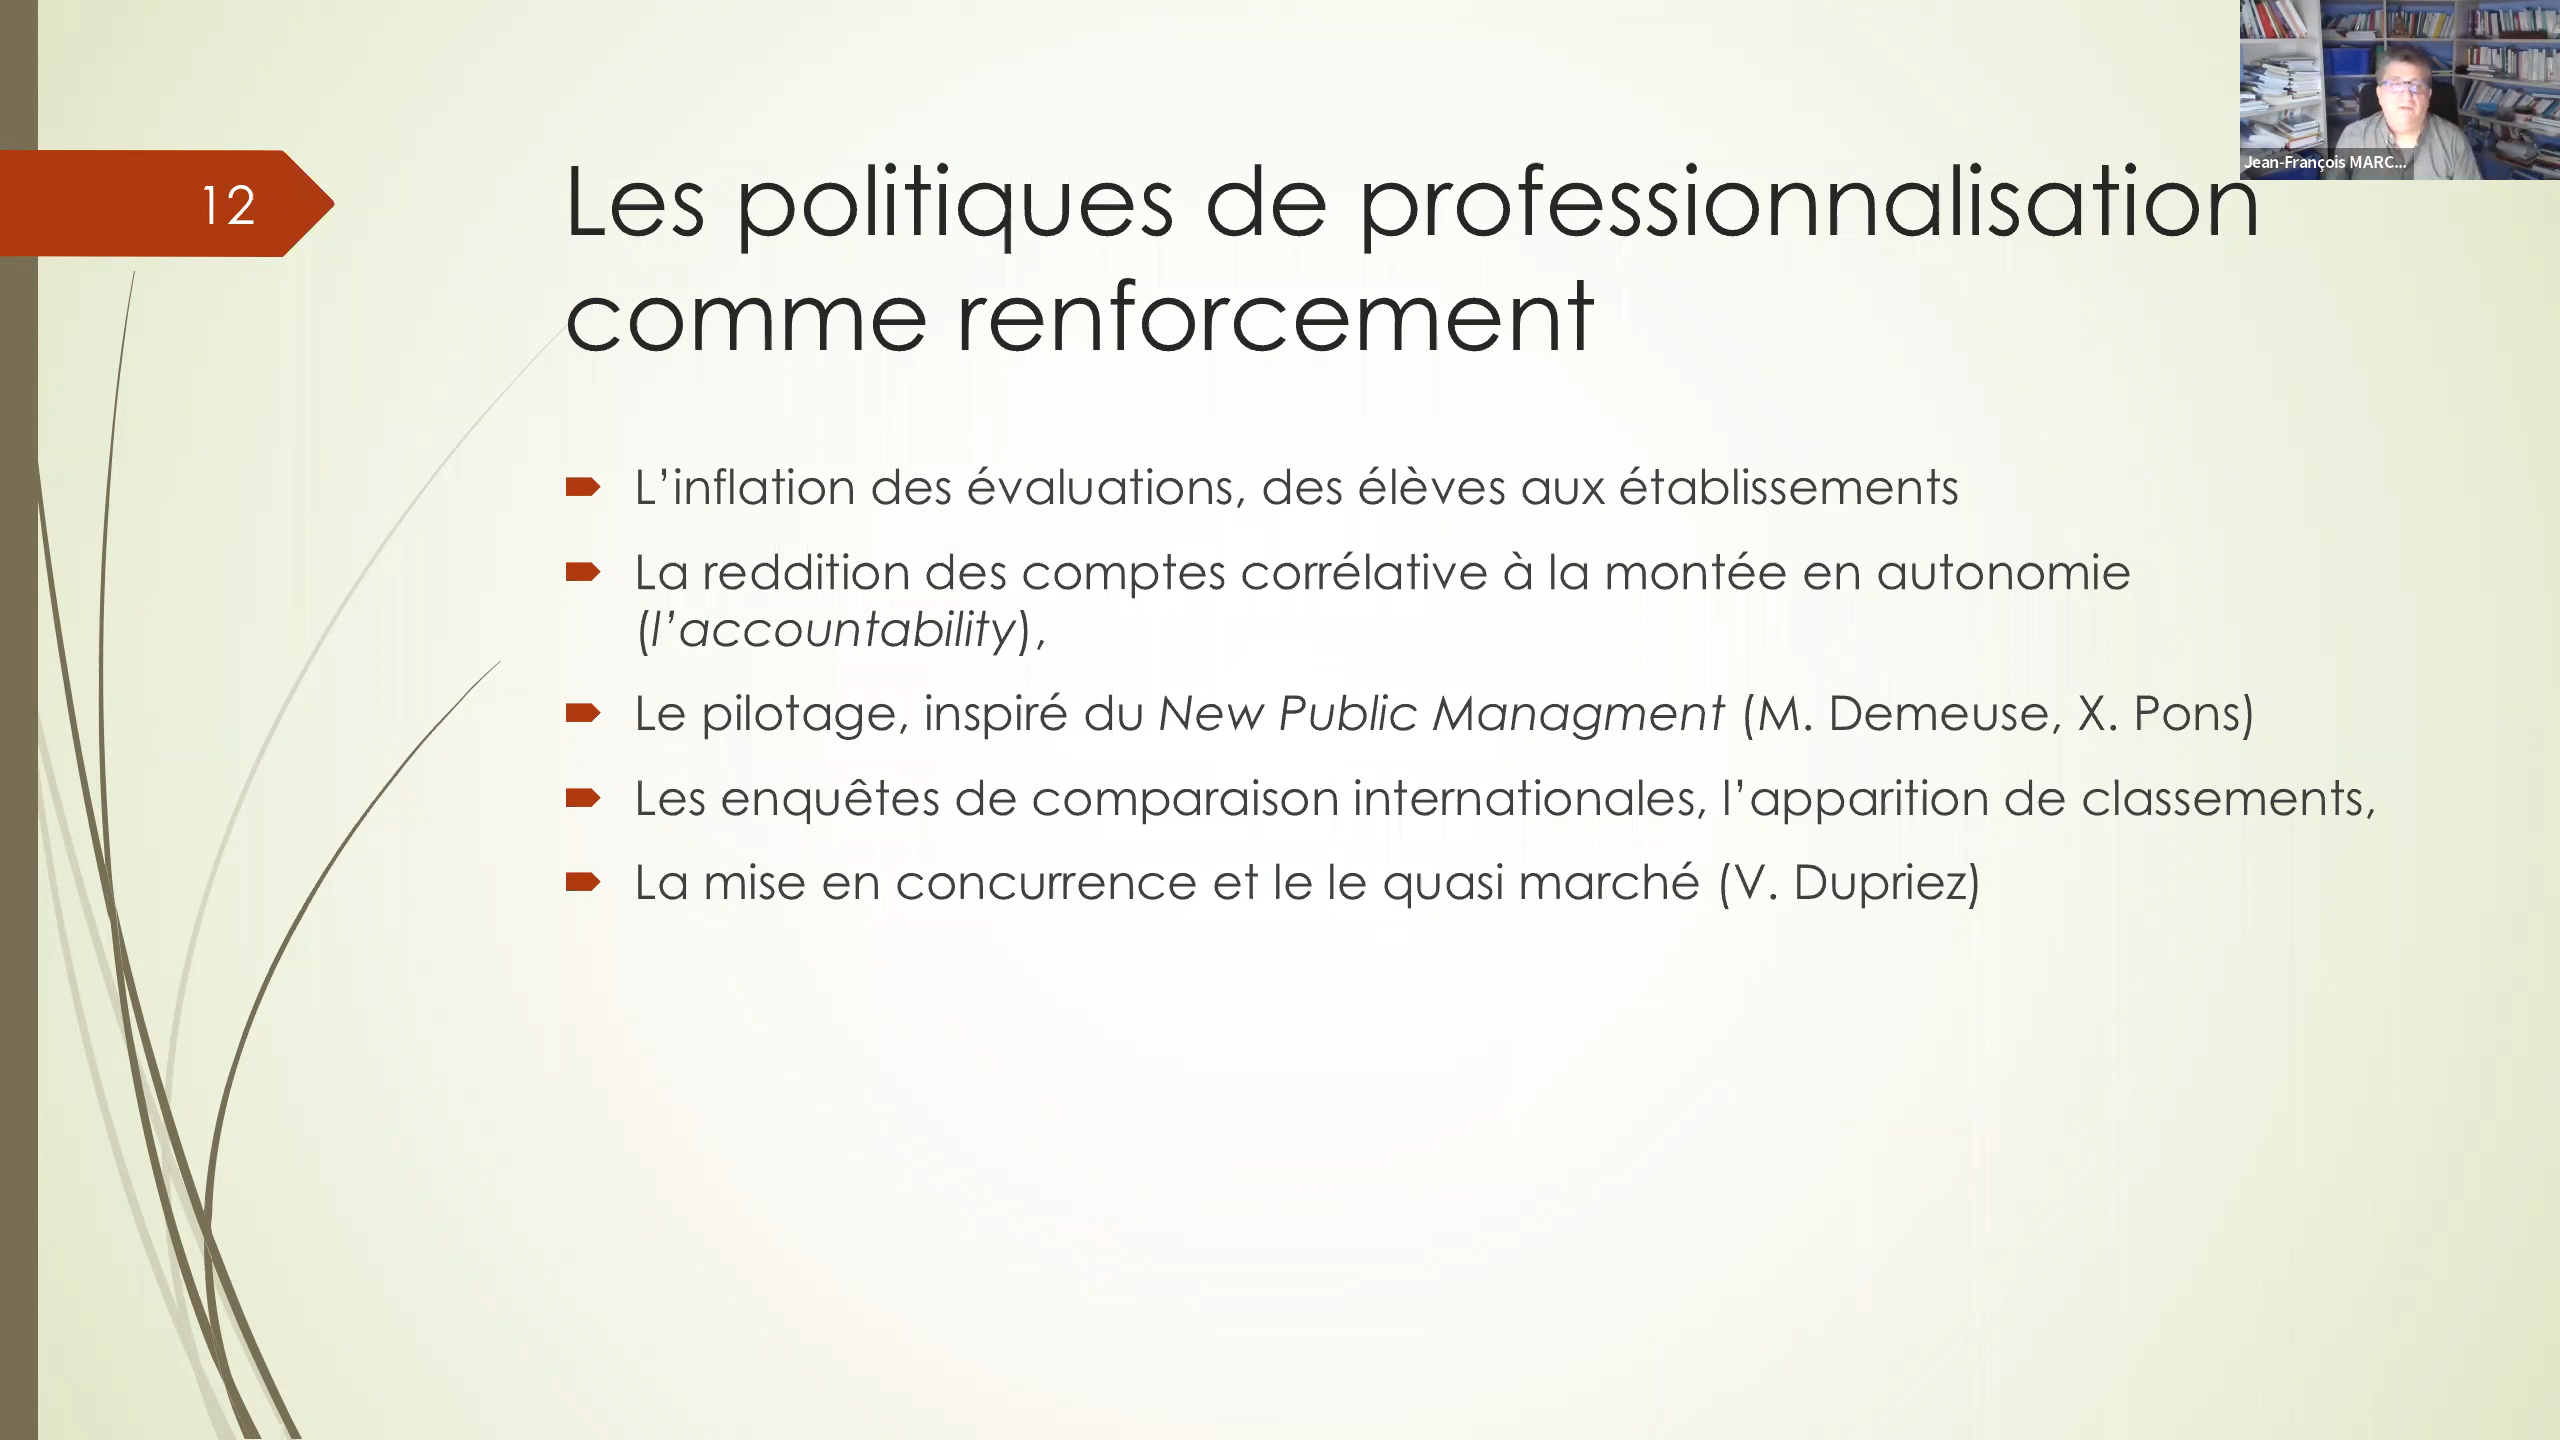 12
Les politiques de professionnalisation
comme renforcement
L’inflation des évaluations, des élèves aux établissements
La reddition des comptes corrélative à la montée en autonomie
(l’accountability),
Le pilotage, inspiré du New Public Managment (M. Demeuse, X. Pons)
Les enquêtes de comparaison internationales, l’apparition de classements,
La mise en concurrence et le le quasi marché (V. Dupriez)
Jean-François MARC...